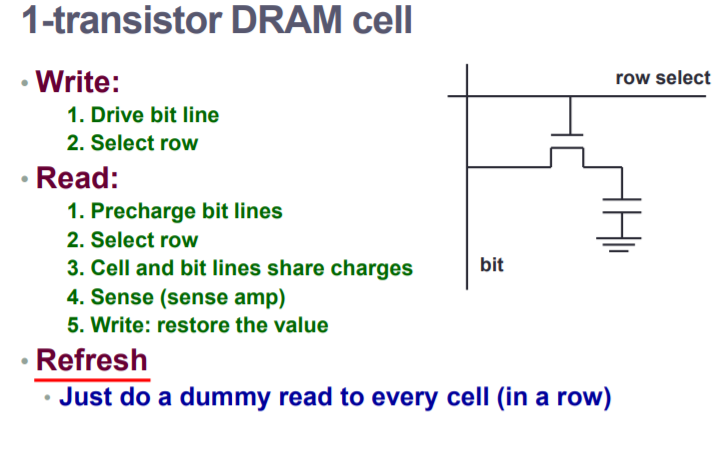 1-transistor DRAM cell
• Write:
1. Drive bit line
2. Select row
• Read:
1. Precharge bit lines
2. Select row
3. Cell and bit lines share charges
4. Sense (sense amp)
5. Write: restore the value
• Refresh
• Just do a dummy read to every cell (in a row)
row select
bit